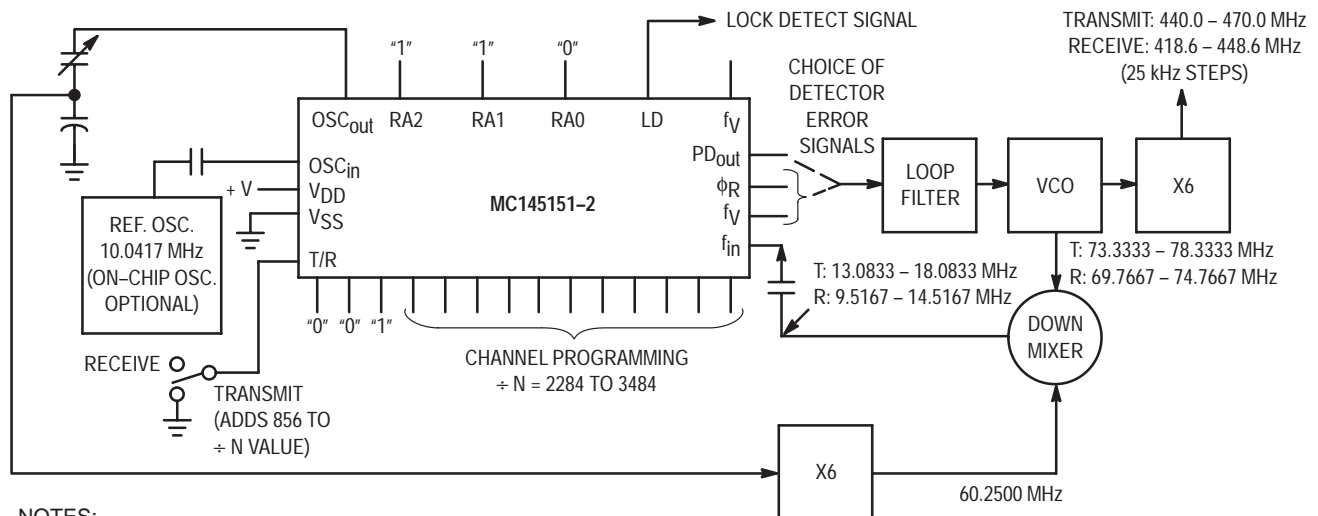 LOCK DETECT SIGNAL
TRANSMIT: 440.0 – 470.0 MHz
RECEIVE: 418.6 – 448.6 MHz
(25 kHz STEPS)
“1”
“1”
“0”
CHOICE OF
DETECTOR
ERROR
SIGNALS
OSCout RA2 RA1 RA0 LD fV
OSCin
+ V
VDD
VSS
T/R
MC145151–2
PDout
ϕR
fV
fin
LOOP
FILTER
VCO
X6
REF. OSC.
10.0417 MHz
(ON–CHIP OSC.
OPTIONAL)
T: 13.0833 – 18.0833 MHz
R: 9.5167 – 14.5167 MHz
T: 73.3333 – 78.3333 MHz
R: 69.7667 – 74.7667 MHz
“0” “0” “1”
CHANNEL PROGRAMMING
÷ N = 2284 TO 3484
DOWN
MIXER
RECEIVE
TRANSMIT
(ADDS 856 TO
÷ N VALUE)
X6
60.2500 MHz
NOTES: